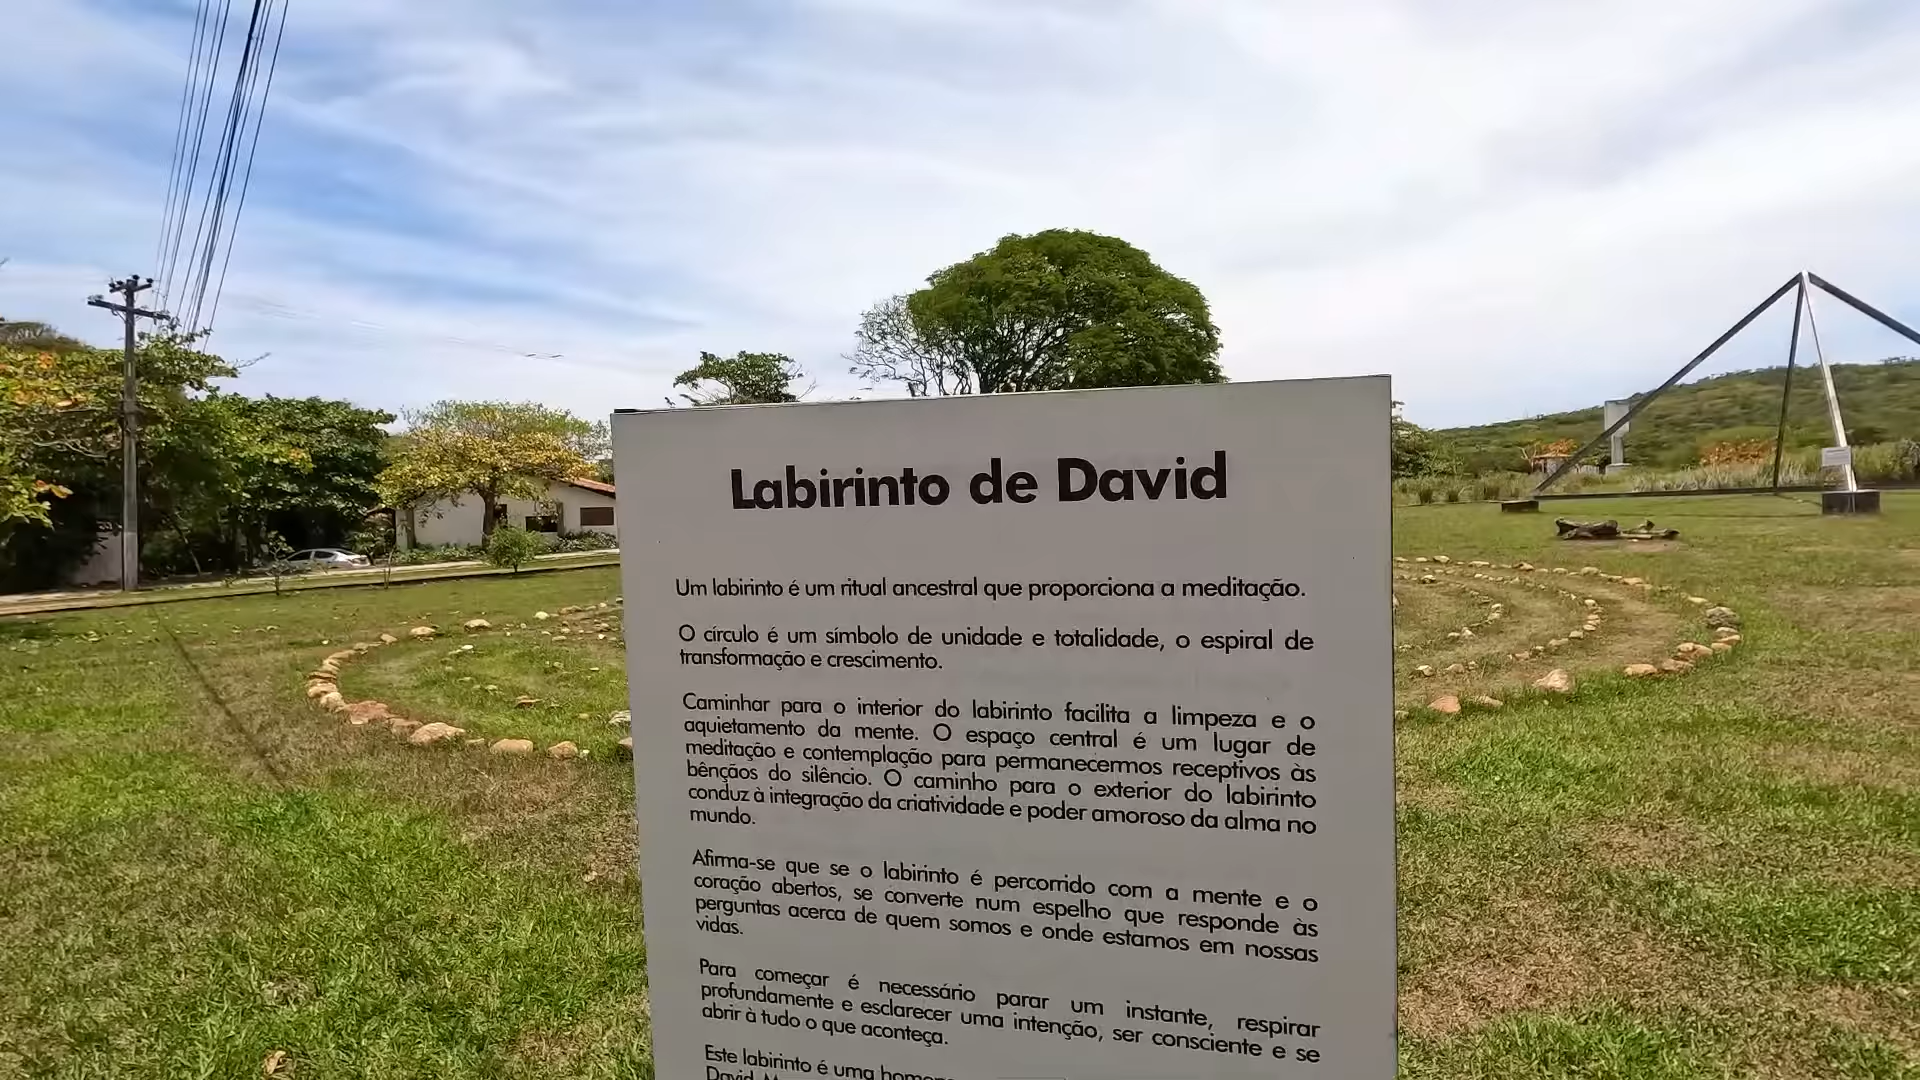 Labirinto de David
Um labirinto é um ritual ancestral que proporciona a meditação.
O círculo é um símbolo de unidade e totalidade, o espiral de
transformação e crescimento.
Caminhar para o interior do labirinto facilita a limpeza e o
aquietamento da mente. O espaço central é um lugar de
meditação e contemplação para permanecermos receptivos às
bênçãos do silêncio. O caminho para o exterior do labirinto
conduz à integração da criatividade e poder amoroso da alma no
mundo.
Afirma-se que se o labirinto é percorrido com a mente e o
coração abertos, se converte num espelho que responde às
perguntas acerca de quem somos e onde estamos em nossas
vidas.
Para começar é necessário parar um instante, respirar
profundamente e esclarecer uma intenção, ser consciente e se
abrir à tudo o que aconteça.
Este labirinto é uma
David